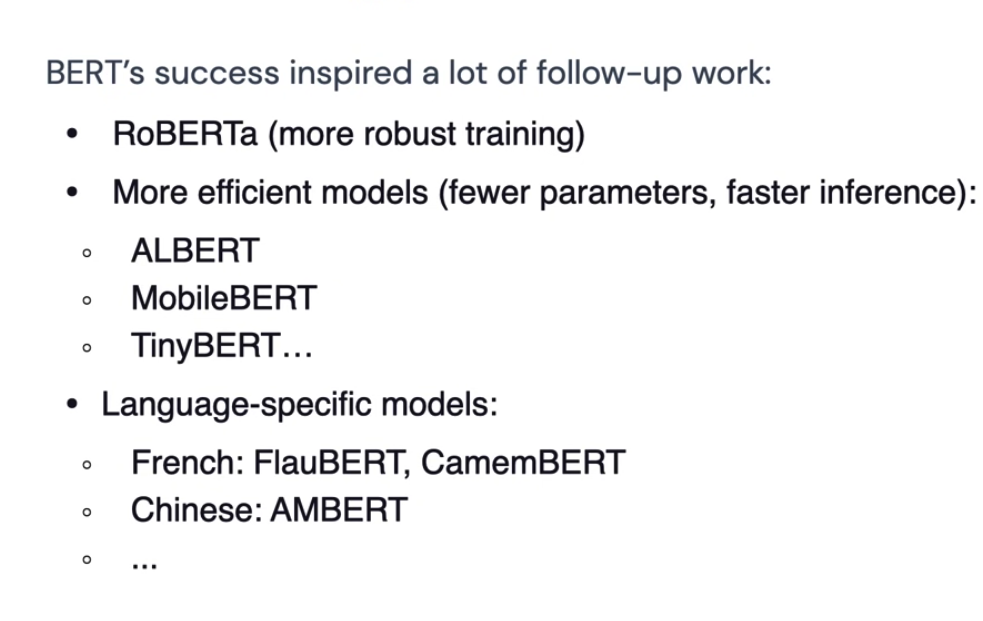 BERT's success inspired a lot of follow-up work:
• RoBERTa (more robust training)
• More efficient models (fewer parameters, faster inference):
○ ALBERT
○ MobileBERT
○ TinyBERT…
• Language-specific models:
○ French: FlauBERT, CamemBERT
○ Chinese: AMBERT
○ ...